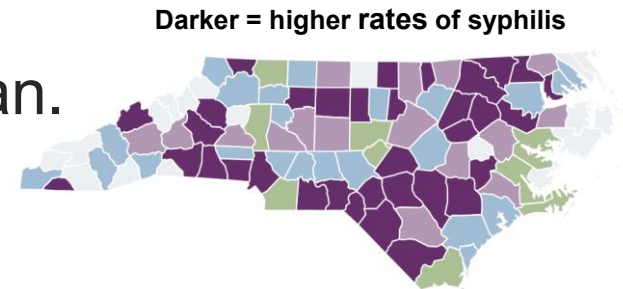 Darker = higher rates of syphilis
an.